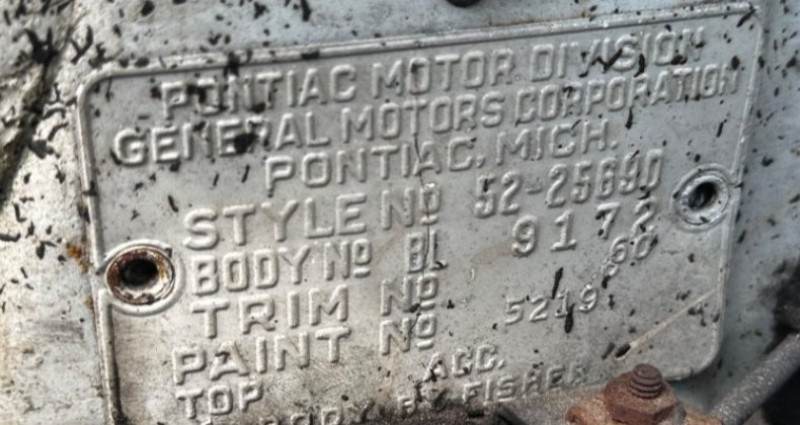 PONTIAC MOTOR DIVISION
GENERAL MOTORS CORPORATION
PONTIAC, MICH.
STYLE Nº 52-25690
BODY Nº BL 9172
TRIM Nº 60
PAINT Nº 5219
TOP ACC.
BODY BY FISHER